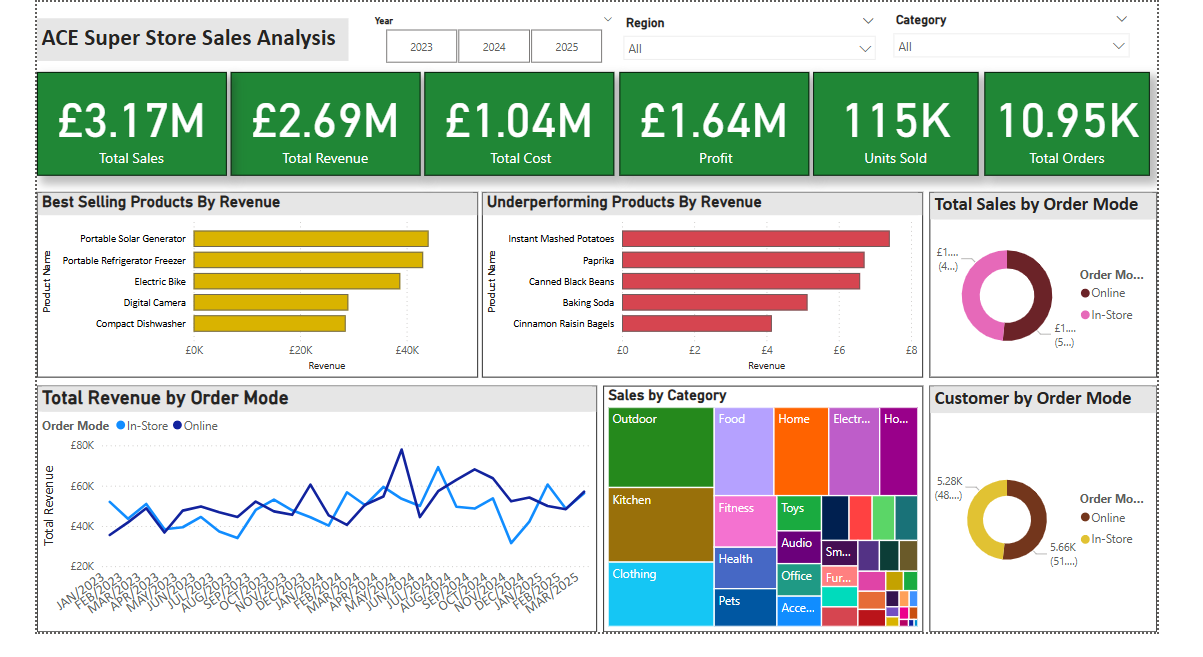 ACE Super Store Sales Analysis
Year
2023
2024
2025
Region
All
Category
All
£3.17M
Total Sales
£2.69M
Total Revenue
£1.04M
Total Cost
£1.64M
Profit
115K
Units Sold
10.95K
Total Orders
Best Selling Products By Revenue
Product Name
Portable Solar Generator
Portable Refrigerator Freezer
Electric Bike
Digital Camera
Compact Dishwasher
£0K
£20K
£40K
Revenue
Underperforming Products By Revenue
Product Name
Instant Mashed Potatoes
Paprika
Canned Black Beans
Baking Soda
Cinnamon Raisin Bagels
£0
£2
£4
£6
£8
Revenue
Total Sales by Order Mode
£1....
(4...)
£1....
(5...)
Order Mo...
Online
In-Store
Total Revenue by Order Mode
Order Mode In-Store Online
Total Revenue
£80K
£60K
£40K
£20K
JAN/2023
FEB/2023
MAR/2023
APR/2023
MAY/2023
JUN/2023
JUL/2023
AUG/2023
SEP/2023
OCT/2023
NOV/2023
DEC/2023
JAN/2024
FEB/2024
MAR/2024
APR/2024
MAY/2024
JUN/2024
JUL/2024
AUG/2024
SEP/2024
OCT/2024
NOV/2024
DEC/2024
JAN/2025
FEB/2025
MAR/2025
Sales by Category
Outdoor
Kitchen
Clothing
Food
Fitness
Health
Pets
Home
Toys
Audio
Office
Acce...
Electr...
Ho...
Sm...
Fur...
Customer by Order Mode
5.28K
(48....)
5.66K
(51....)
Order Mo...
Online
In-Store